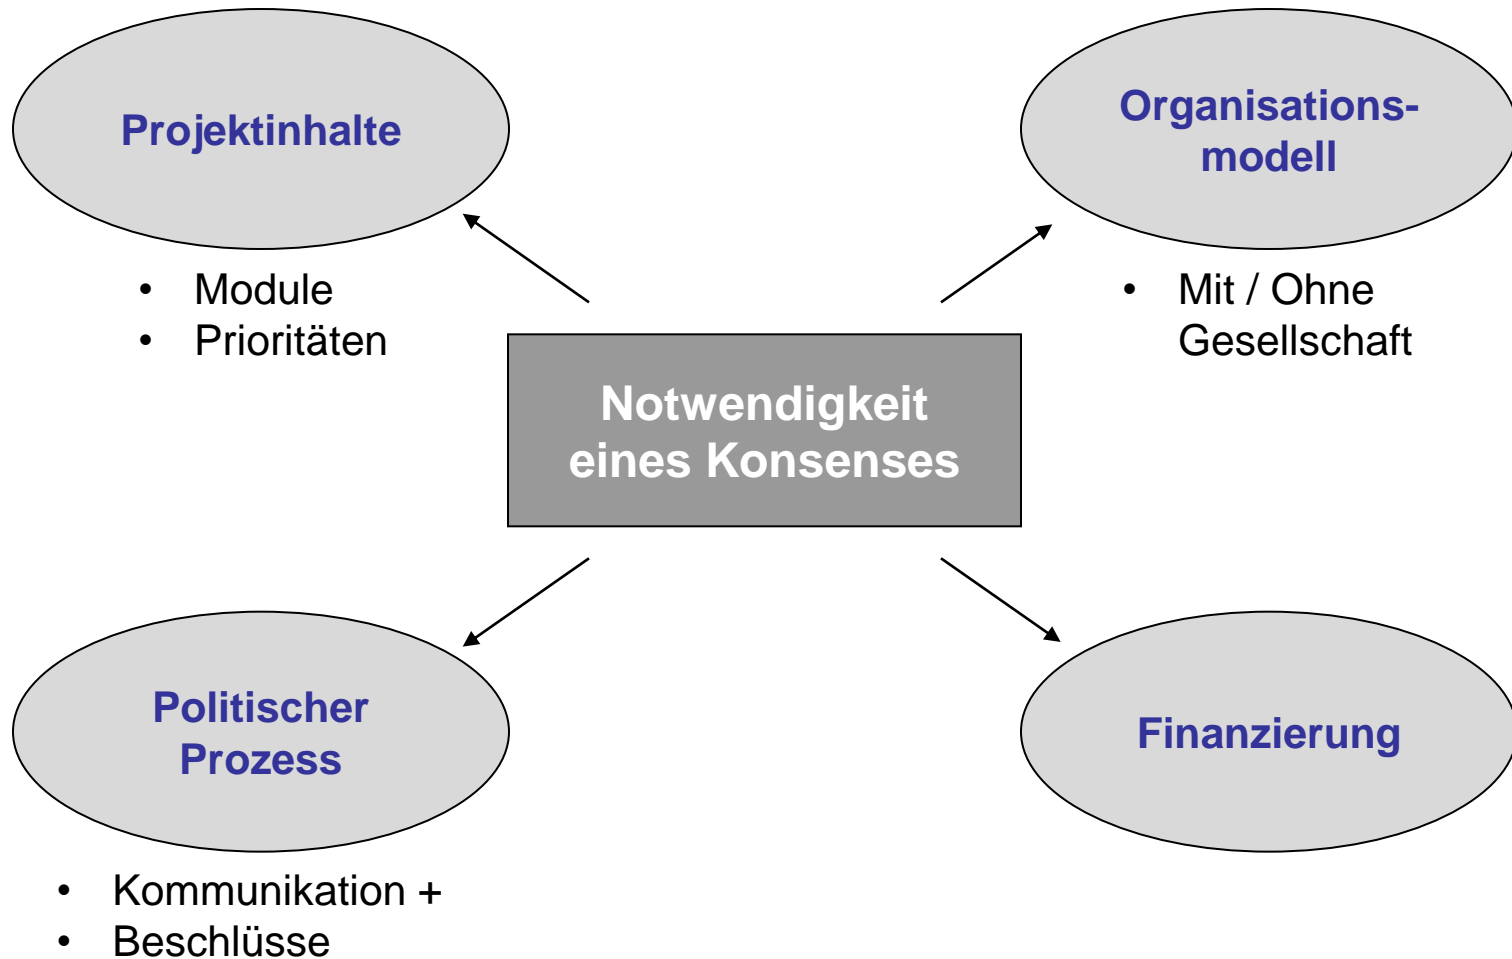 Projektinhalte
• Module
• Prioritäten
Organisations-
modell
• Mit / Ohne
Gesellschaft
Notwendigkeit
eines Konsenses
Politischer
Prozess
• Kommunikation +
• Beschlüsse
Finanzierung